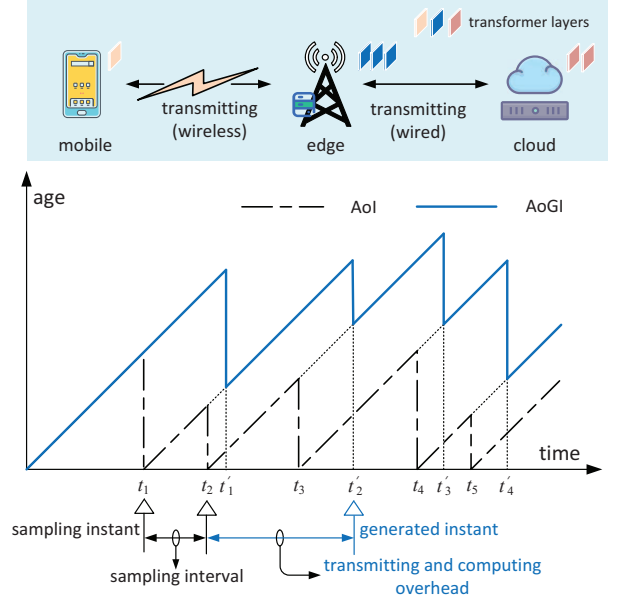 transformer layers
transmitting
(wireless)
transmitting
(wired)
mobile
edge
cloud
age
AoI
AoGI
time
t₁
t₂
t′₁
t₃
t′₂
t₄
t′₃
t₅
t′₄
sampling instant
generated instant
sampling interval
transmitting and computing
overhead